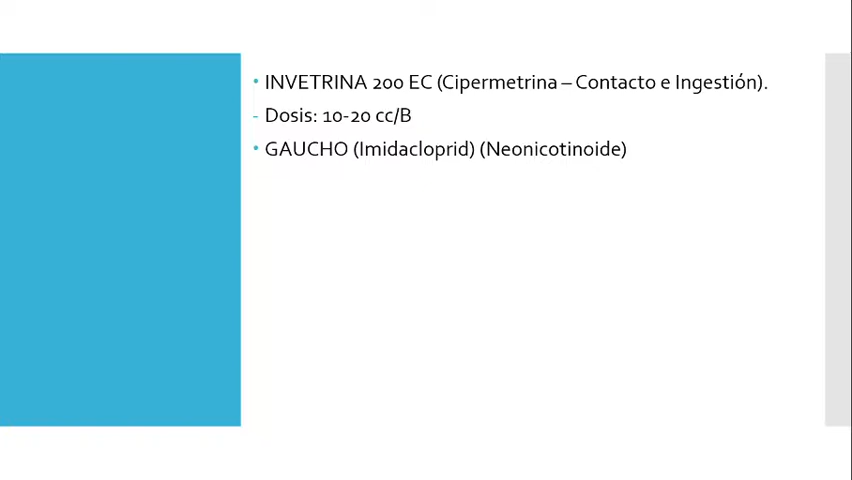 • INVETRINA 200 EC (Cipermetrina – Contacto e Ingestión).
- Dosis: 10-20 cc/B
• GAUCHO (Imidacloprid) (Neonicotinoide)